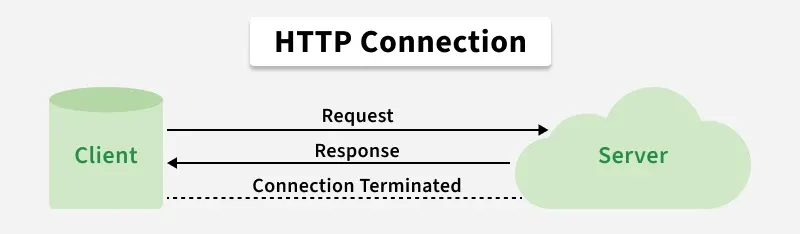 HTTP Connection
Request
Client
Response
Server
Connection Terminated